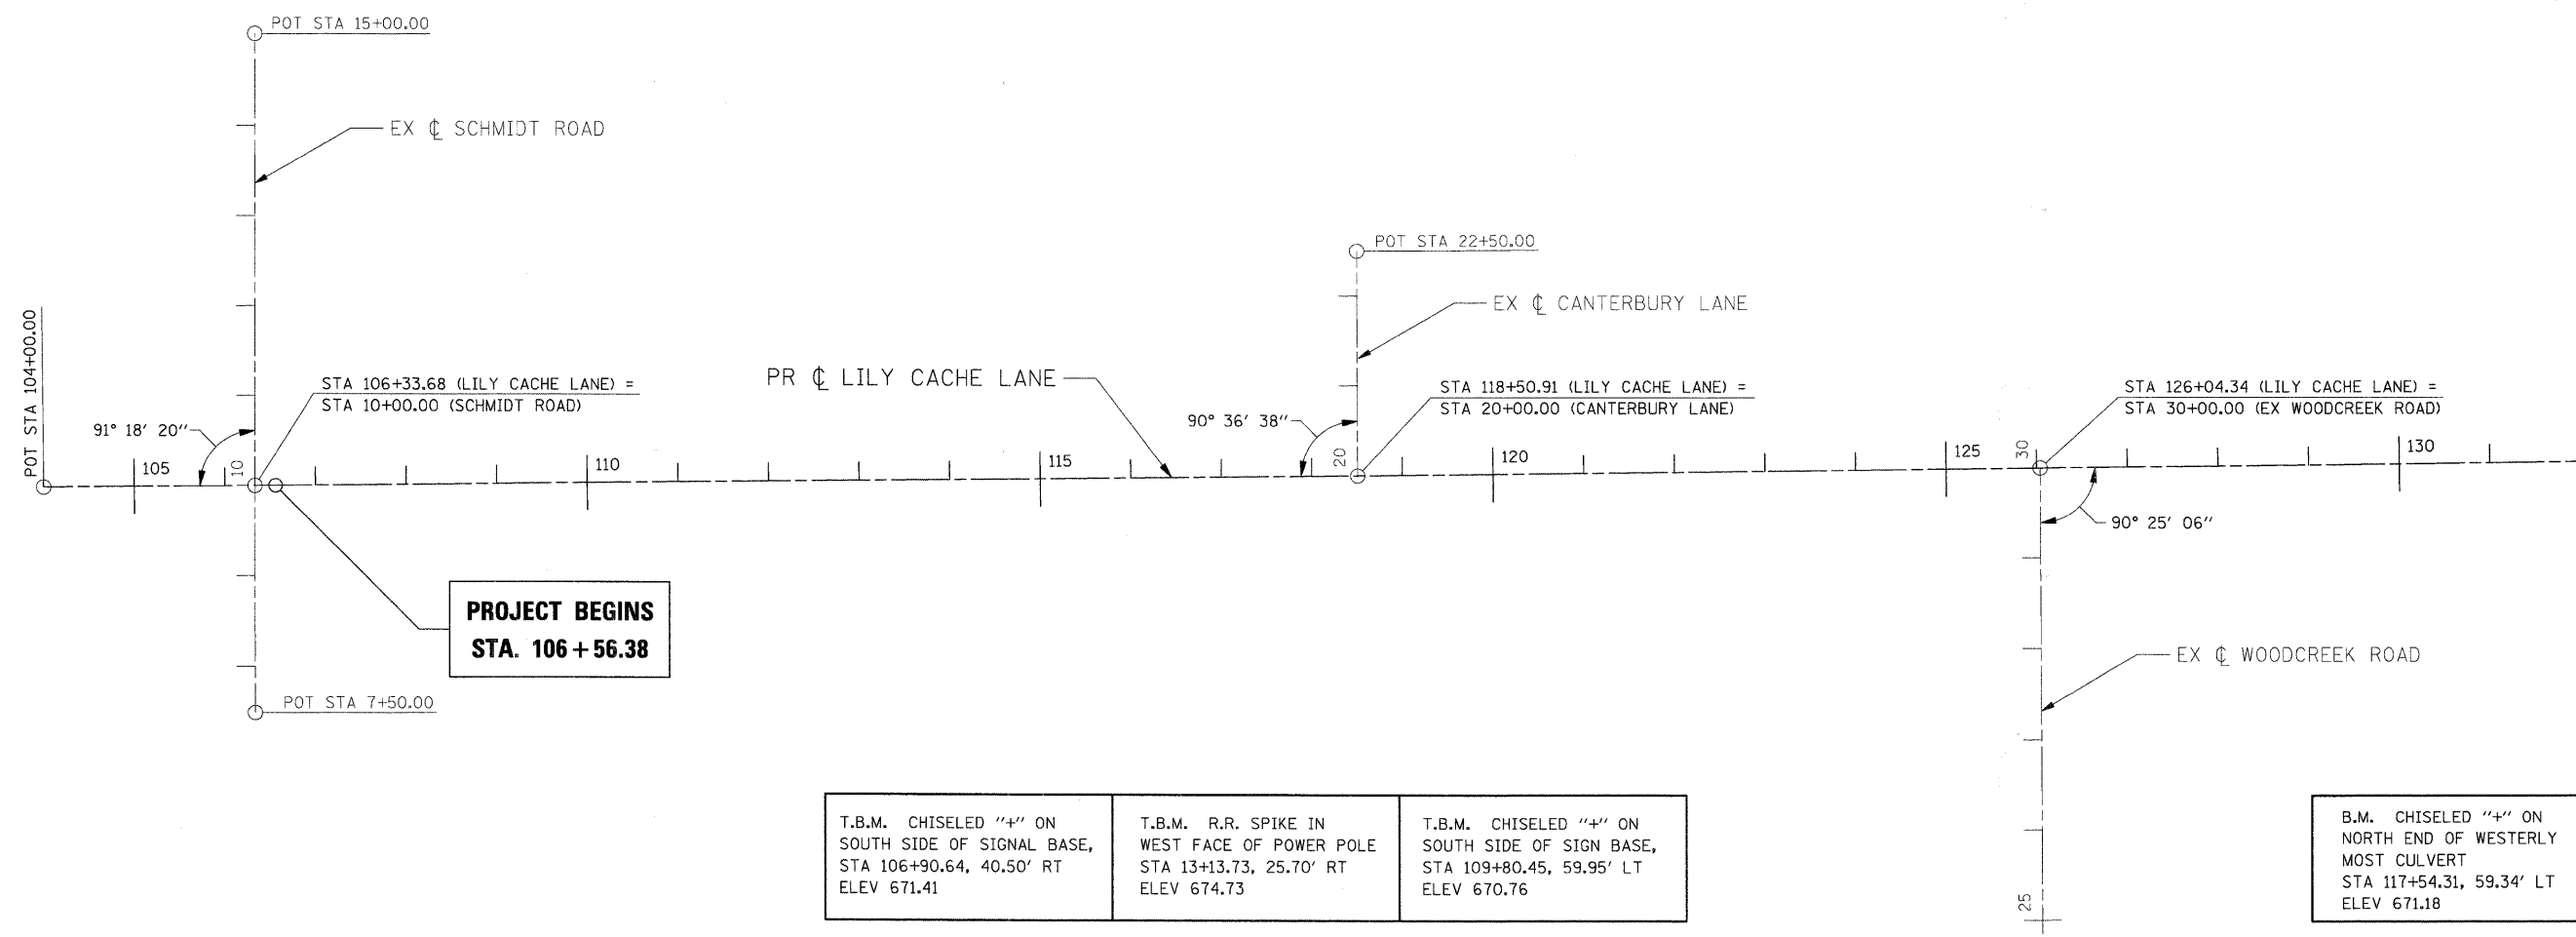 POT STA 15+00.00
EX ℄ SCHMIDT ROAD
POT STA 22+50.00
EX ℄ CANTERBURY LANE
POT STA 104+00.00
PR ℄ LILY CACHE LANE
STA 106+33.68 (LILY CACHE LANE) =
STA 10+00.00 (SCHMIDT ROAD)
STA 118+50.91 (LILY CACHE LANE) =
STA 20+00.00 (CANTERBURY LANE)
STA 126+04.34 (LILY CACHE LANE) =
STA 30+00.00 (EX WOODCREEK ROAD)
91° 18' 20"
90° 36' 38"
105
10
110
115
20
120
125
30
130
90° 25' 06"
PROJECT BEGINS
STA. 106+56.38
EX ℄ WOODCREEK ROAD
POT STA 7+50.00
T.B.M. CHISELED "+" ON
SOUTH SIDE OF SIGNAL BASE,
STA 106+90.64, 40.50' RT
ELEV 671.41
T.B.M. R.R. SPIKE IN
WEST FACE OF POWER POLE
STA 13+13.73, 25.70' RT
ELEV 674.73
T.B.M. CHISELED "+" ON
SOUTH SIDE OF SIGN BASE,
STA 109+80.45, 59.95' LT
ELEV 670.76
B.M. CHISELED "+" ON
NORTH END OF WESTERLY
MOST CULVERT
STA 117+54.31, 59.34' LT
ELEV 671.18
25